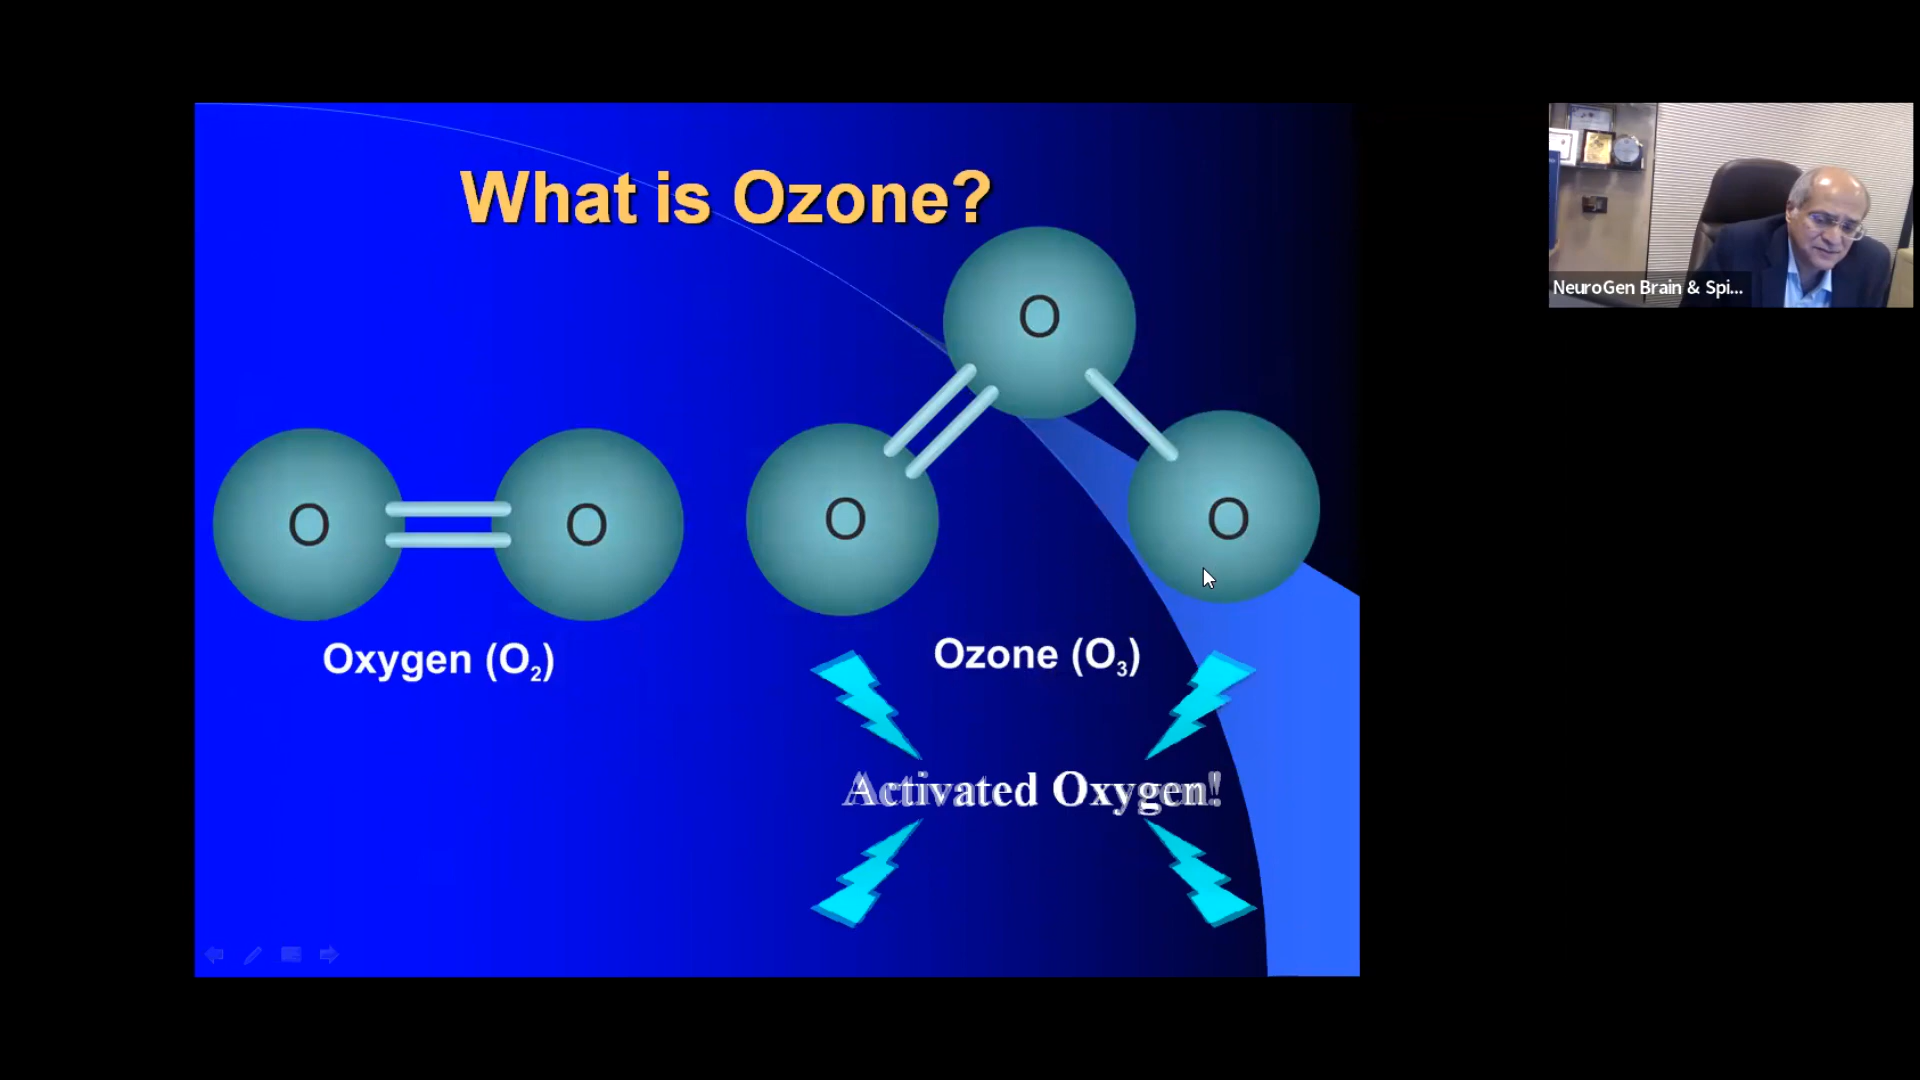 What is Ozone?
O
O
O
O
O
Oxygen (O₂)
Ozone (O₃)
Activated Oxygen!
NeuroGen Brain & Spi...